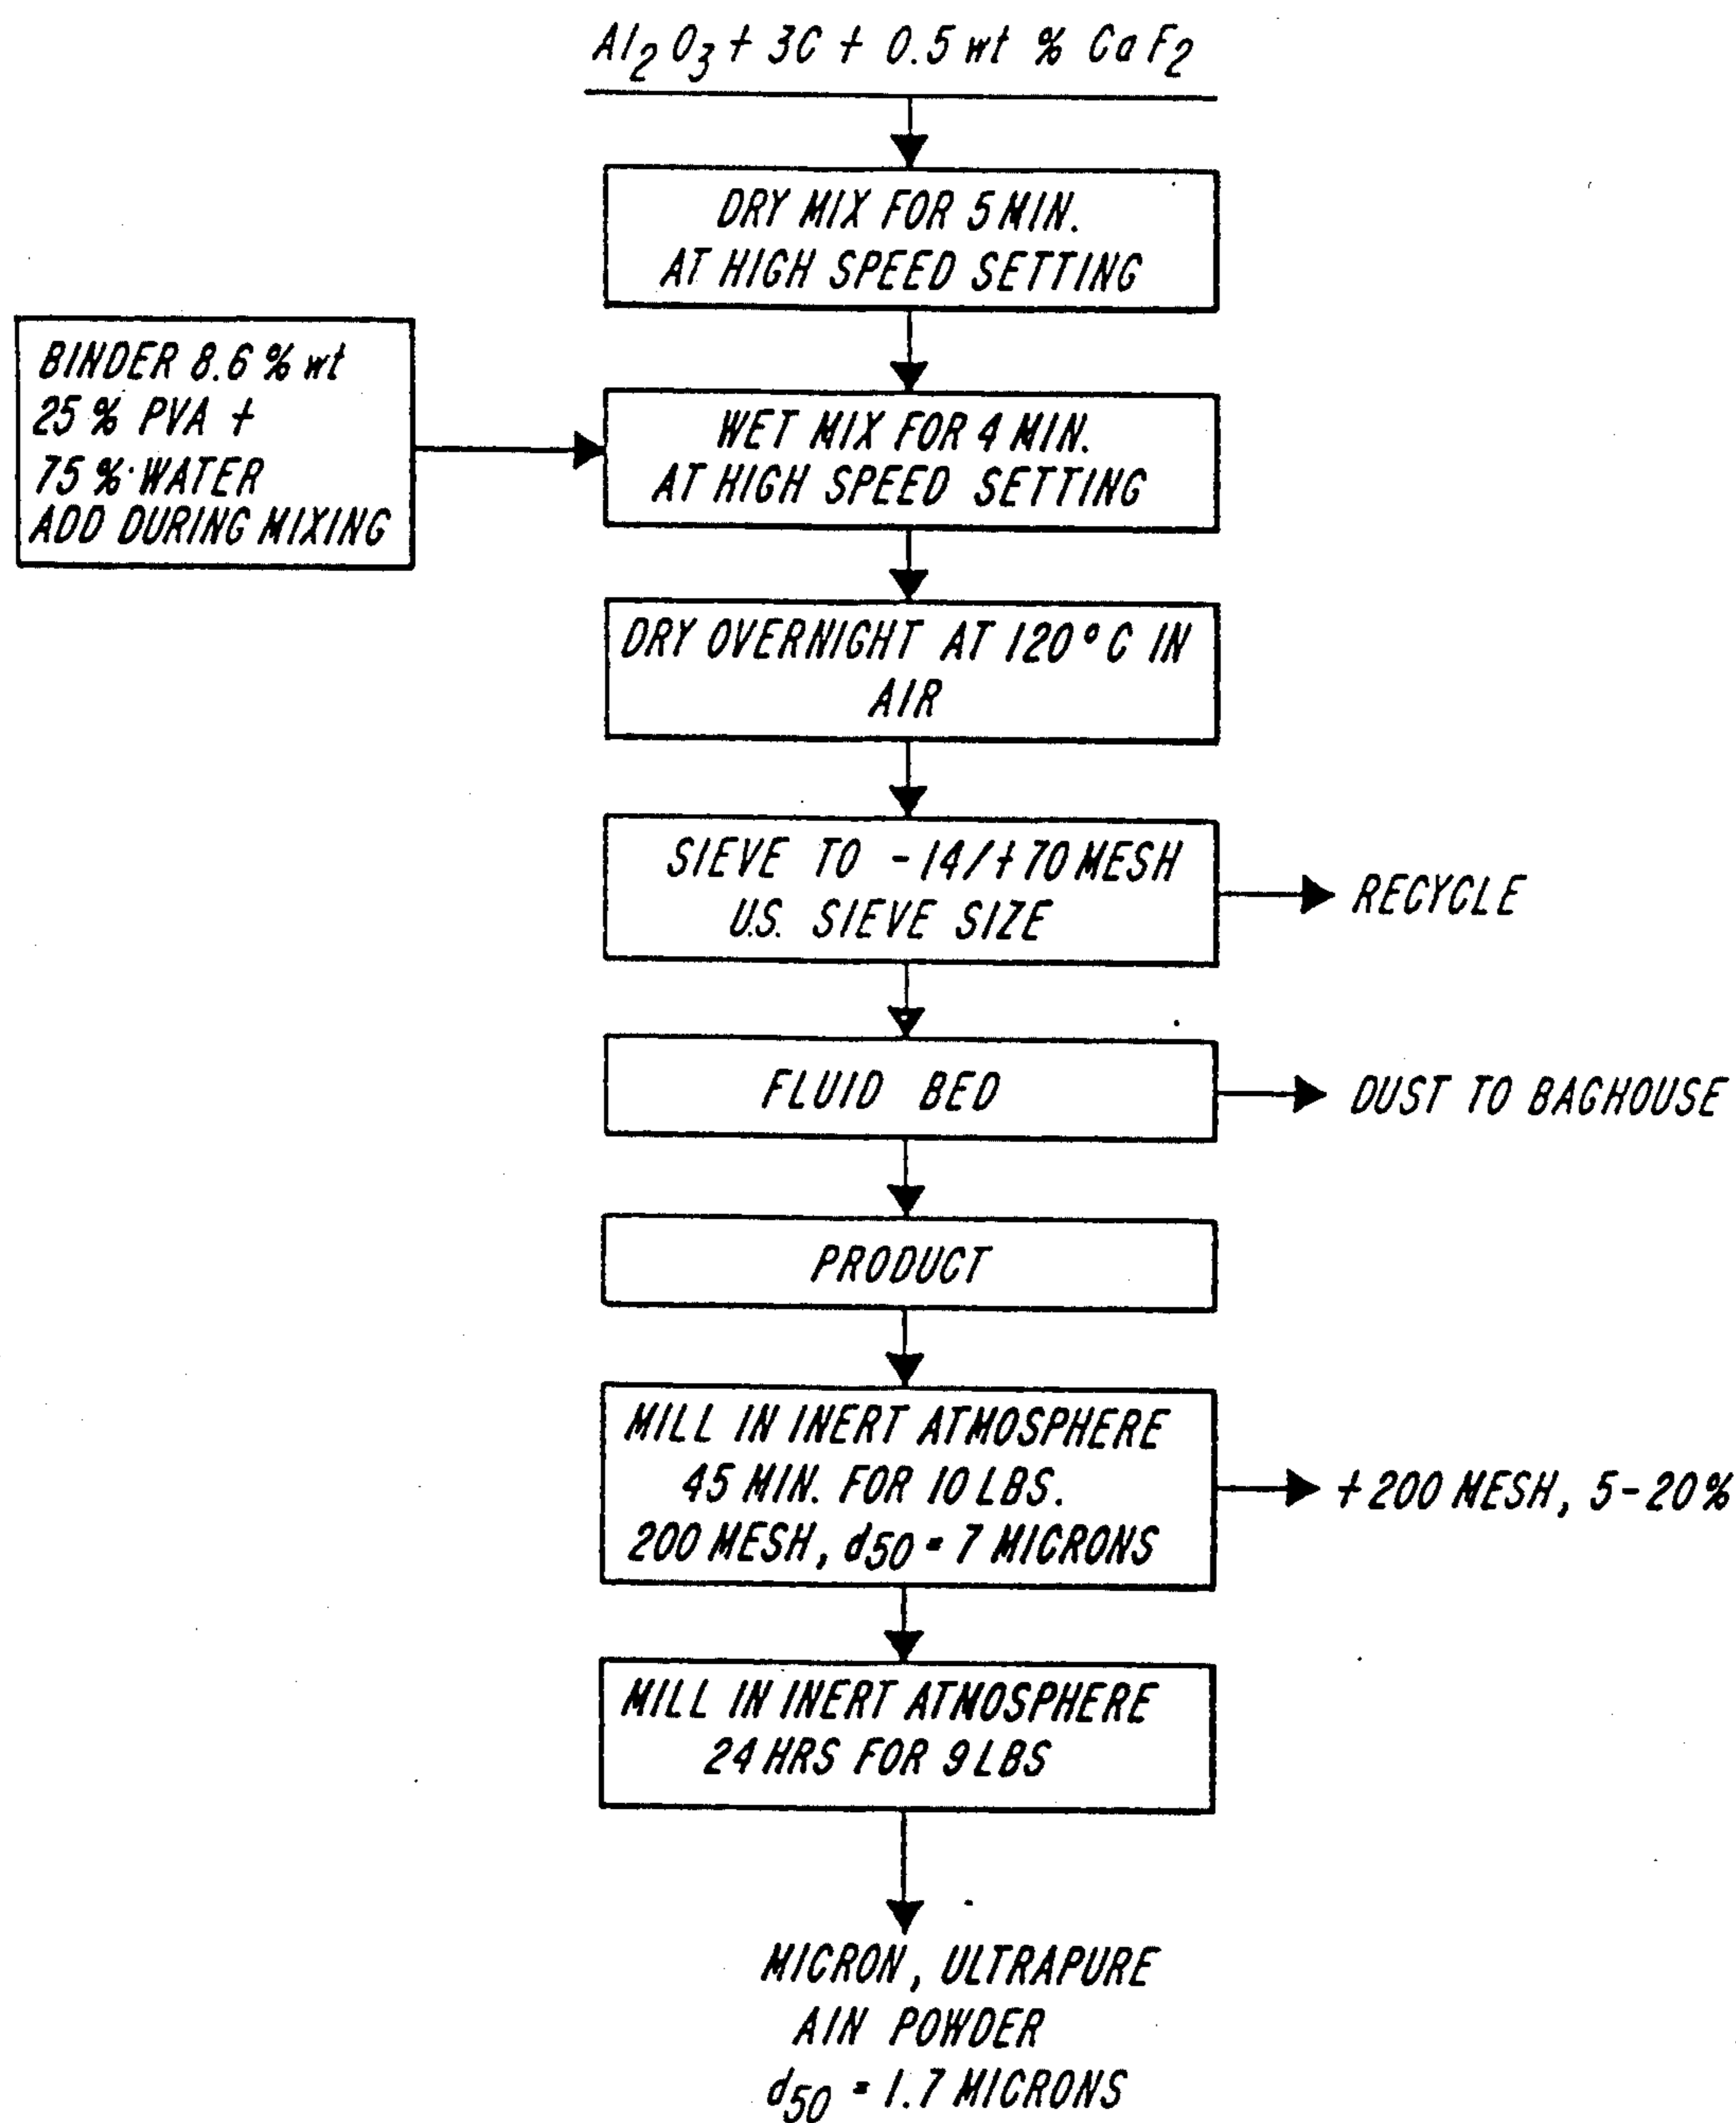 Al2O3 + 3C + 0.5 wt % CaF2
DRY MIX FOR 5 MIN.
AT HIGH SPEED SETTING
BINDER 8.6 % wt
25 % PVA +
75 % WATER
ADD DURING MIXING
WET MIX FOR 4 MIN.
AT HIGH SPEED SETTING
DRY OVERNIGHT AT 120°C IN
AIR
SIEVE TO -14/+70 MESH
U.S. SIEVE SIZE
RECYCLE
FLUID BED
DUST TO BAGHOUSE
PRODUCT
MILL IN INERT ATMOSPHERE
45 MIN. FOR 10 LBS.
200 MESH, d50 = 7 MICRONS
+200 MESH, 5-20%
MILL IN INERT ATMOSPHERE
24 HRS FOR 9 LBS
MICRON, ULTRAPURE
AlN POWDER
d50 = 1.7 MICRONS